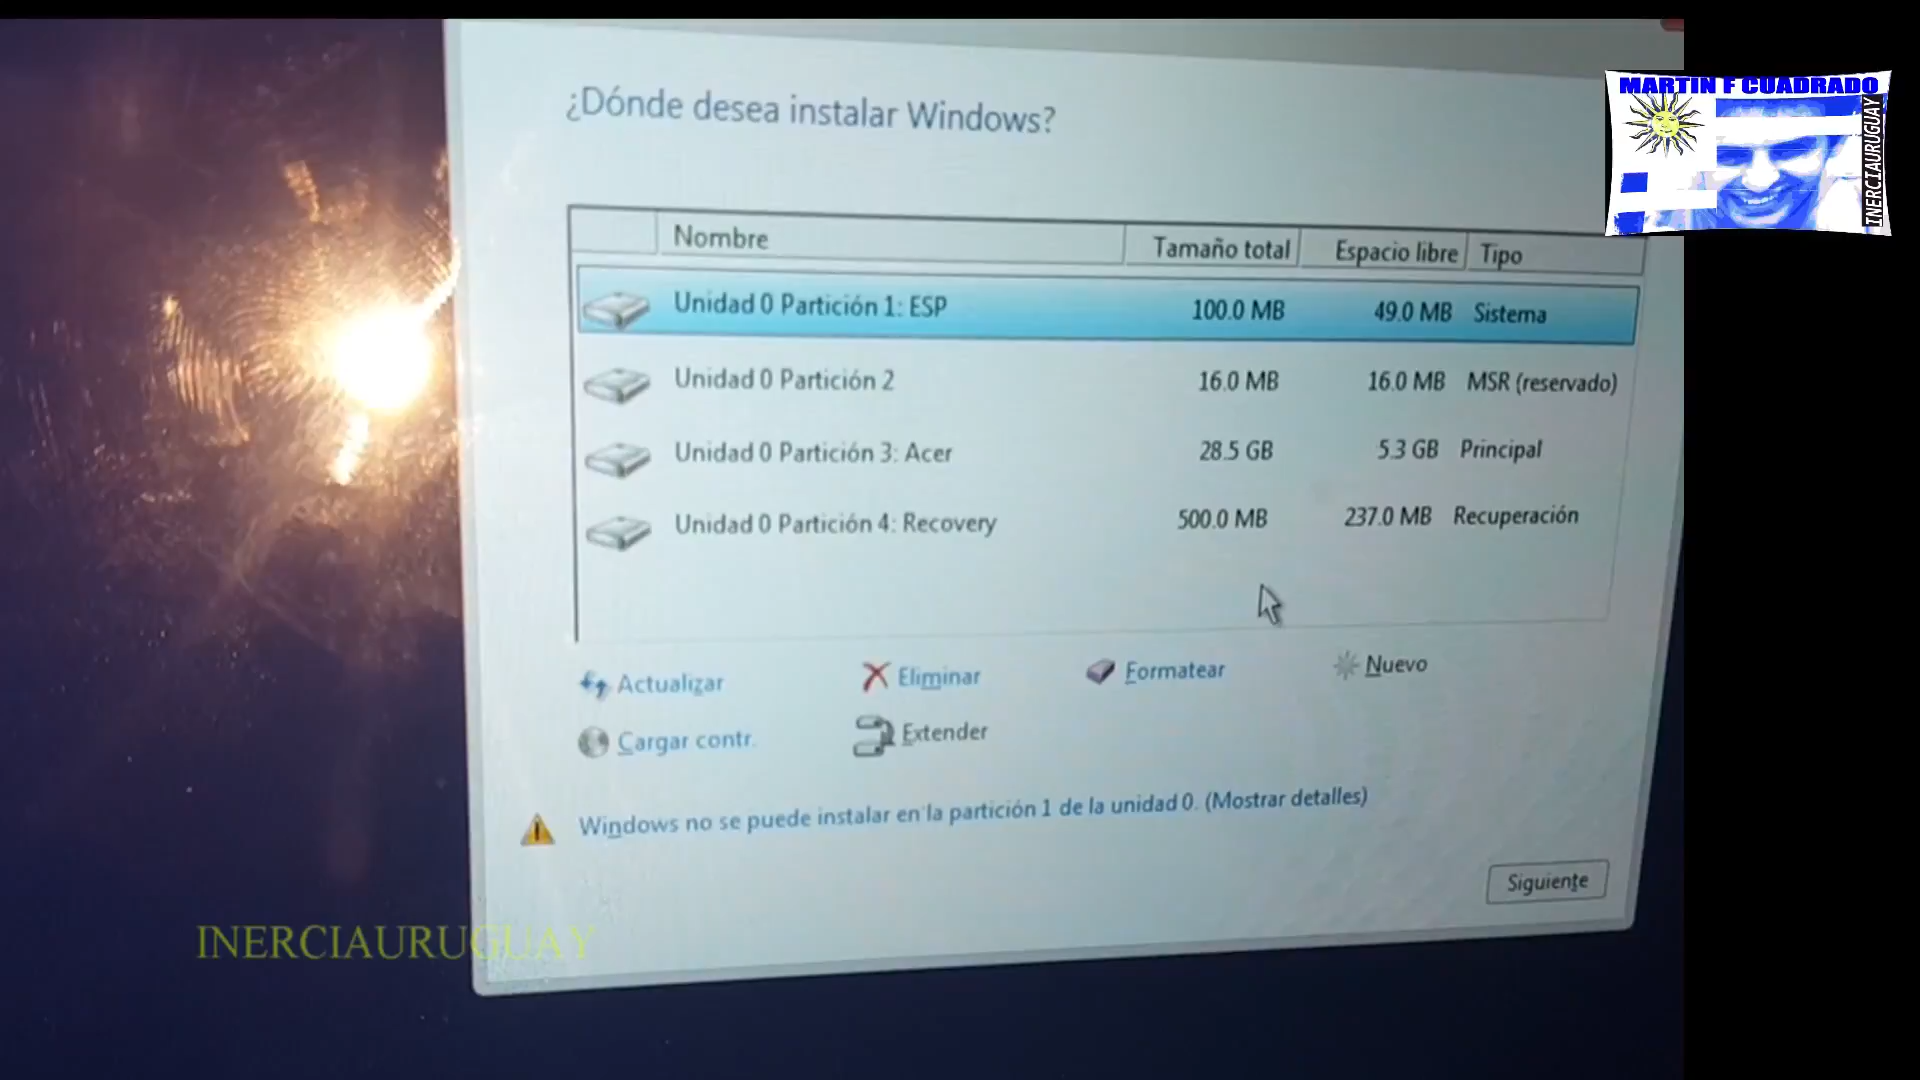 MARTIN F CUADRADO
INERCIAURUGUAY
¿Dónde desea instalar Windows?
Nombre Tamaño total Espacio libre Tipo
Unidad 0 Partición 1: ESP 100.0 MB 49.0 MB Sistema
Unidad 0 Partición 2 16.0 MB 16.0 MB MSR (reservado)
Unidad 0 Partición 3: Acer 28.5 GB 5.3 GB Principal
Unidad 0 Partición 4: Recovery 500.0 MB 237.0 MB Recuperación
Actualizar Eliminar Formatear Nuevo
Cargar contr. Extender
Windows no se puede instalar en la partición 1 de la unidad 0. (Mostrar detalles)
Siguiente
INERCIAURUGUAY